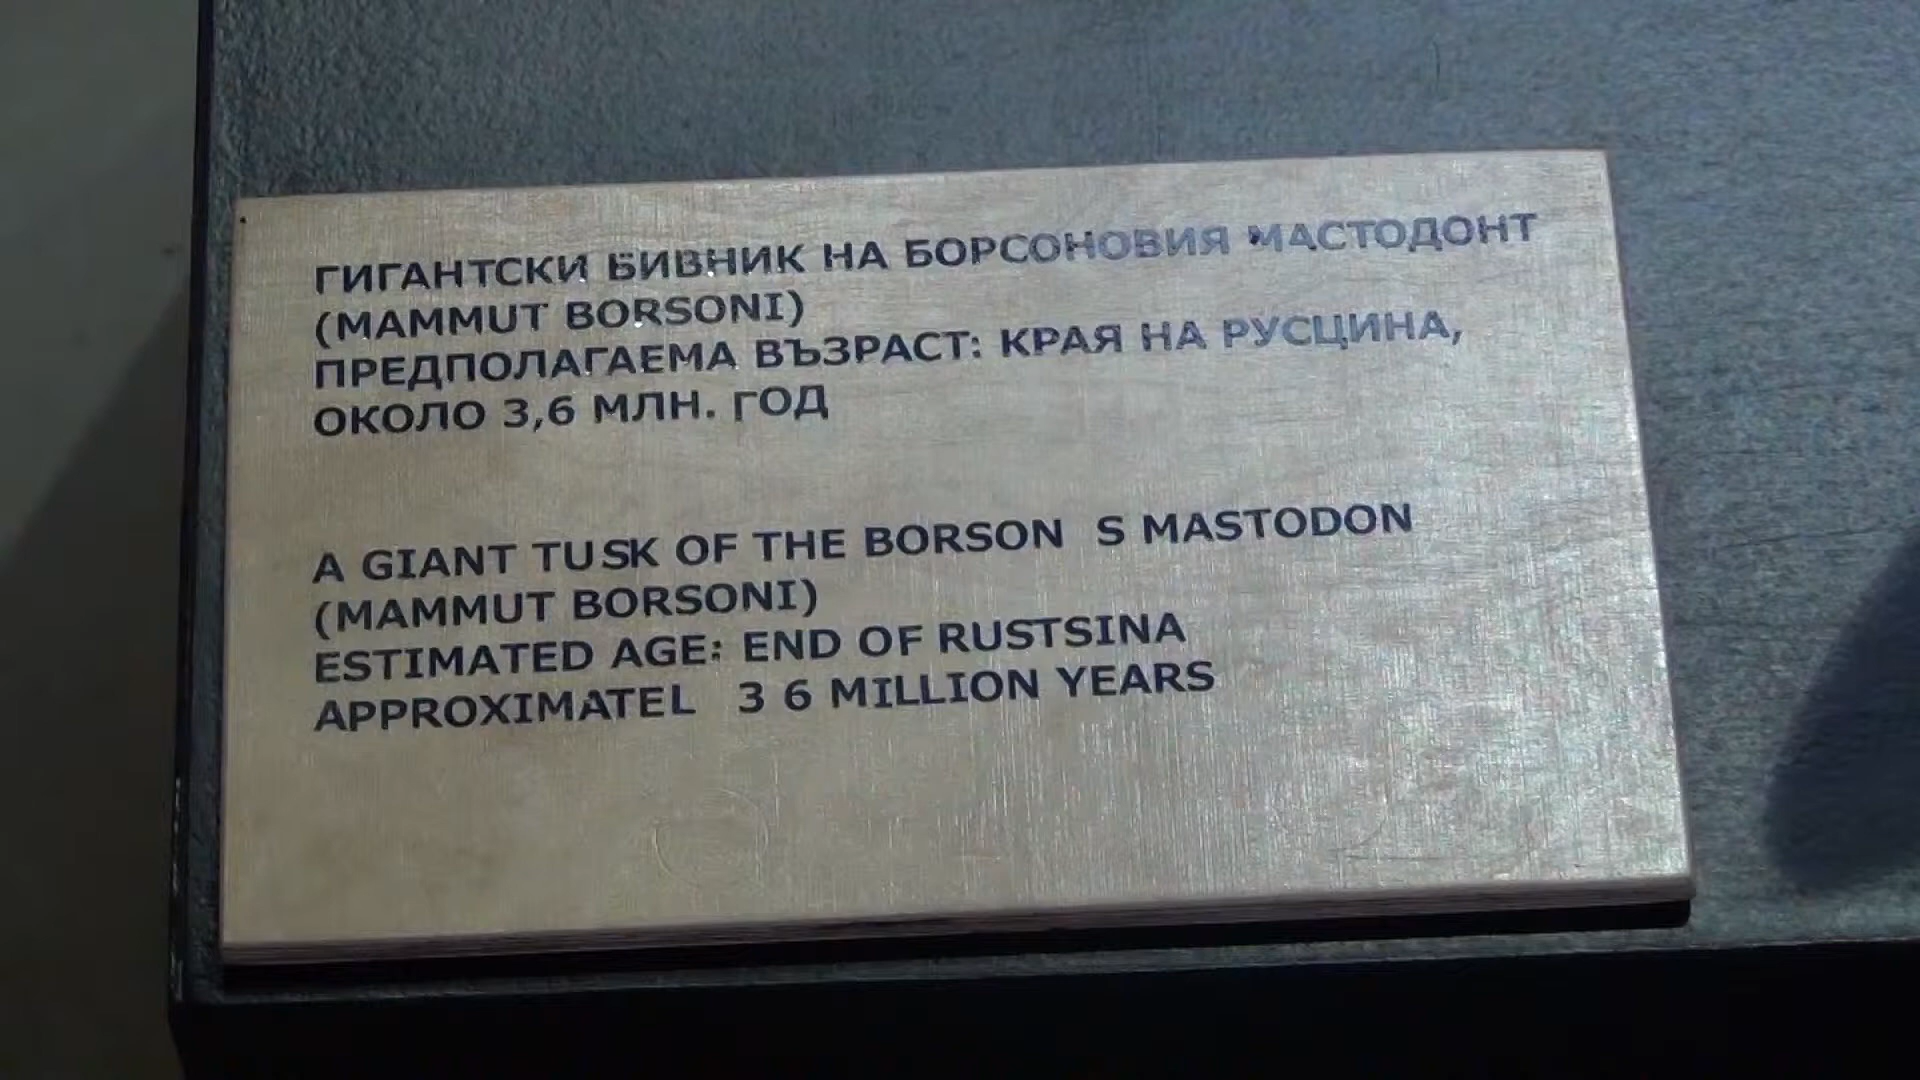 ГИГАНТСКИ БИВНИК НА БОРСОНОВИЯ МАСТОДОНТ
(MAMMUT BORSONI)
ПРЕДПОЛАГАЕМА ВЪЗРАСТ: КРАЯ НА РУСЦИНА,
ОКОЛО 3,6 МЛН. ГОД
A GIANT TUSK OF THE BORSON S MASTODON
(MAMMUT BORSONI)
ESTIMATED AGE: END OF RUSTSINA
APPROXIMATEL 3 6 MILLION YEARS